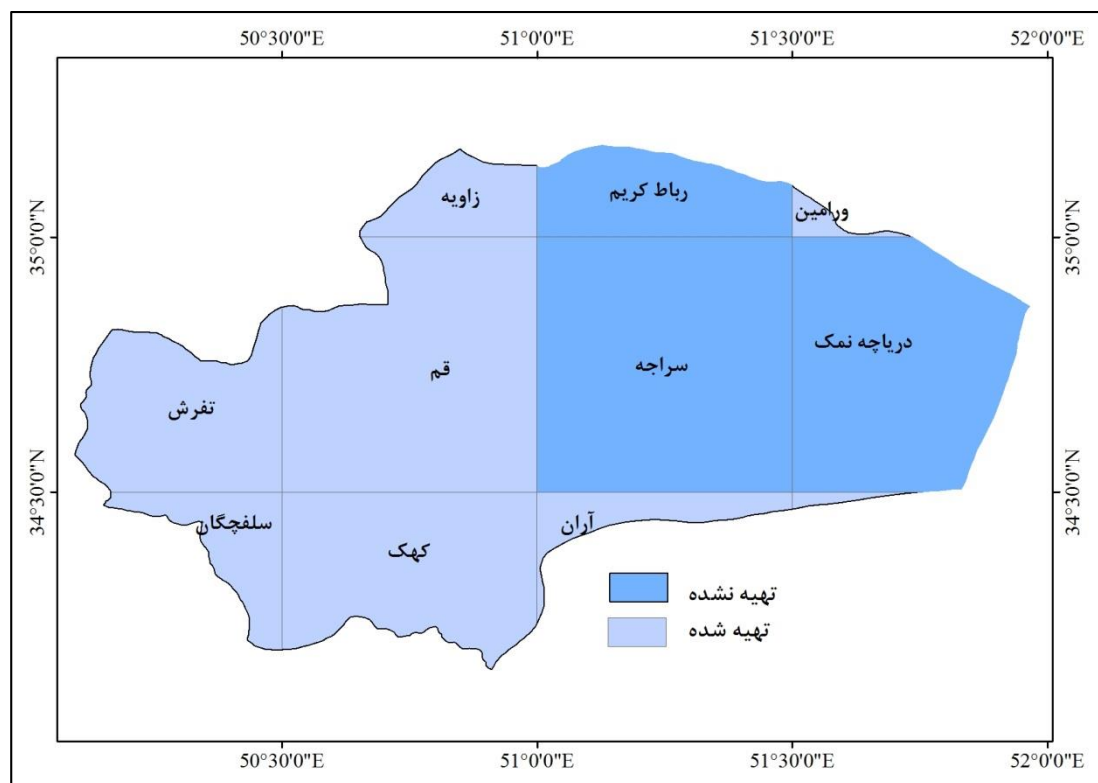 50°30'0"E
51°0'0"E
51°30'0"E
52°0'0"E
رباط کریم
زاویه
ورامین
35°0'0"N
35°0'0"N
دریاچه نمک
سراجه
قم
تفرش
34°30'0"N
34°30'0"N
آران
سلفچگان
کهک
تهیه نشده
تهیه شده
50°30'0"E
51°0'0"E
51°30'0"E
52°0'0"E